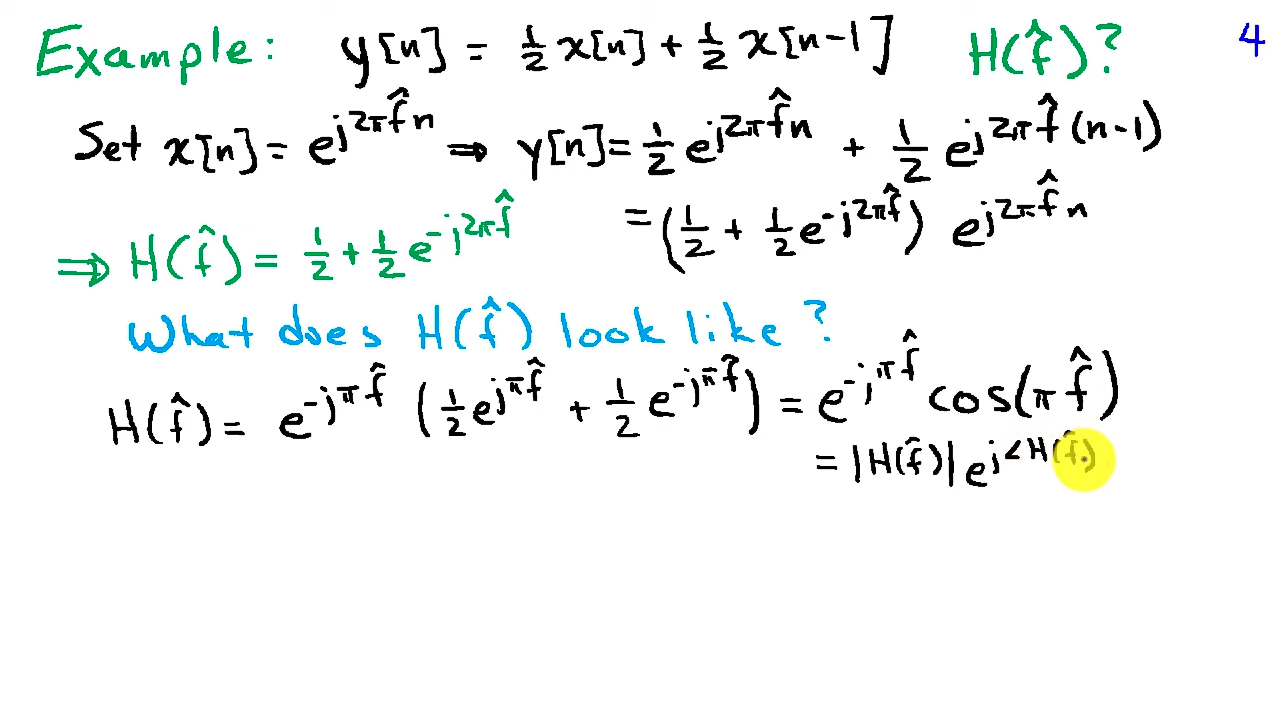 Example: y[n] = ½ x[n] + ½ x[n-1] H(f̂)? 4
Set x[n] = e^{j2πf̂n} ⇒ y[n] = ½ e^{j2πf̂n} + ½ e^{j2πf̂(n-1)}
= (½ + ½ e^{-j2πf̂}) e^{j2πf̂n}
⇒ H(f̂) = ½ + ½ e^{-j2πf̂}
What does H(f̂) look like?
H(f̂) = e^{-jπf̂} (½ e^{jπf̂} + ½ e^{-jπf̂}) = e^{-jπf̂} cos(πf̂)
= |H(f̂)| e^{j∠H(f̂)}